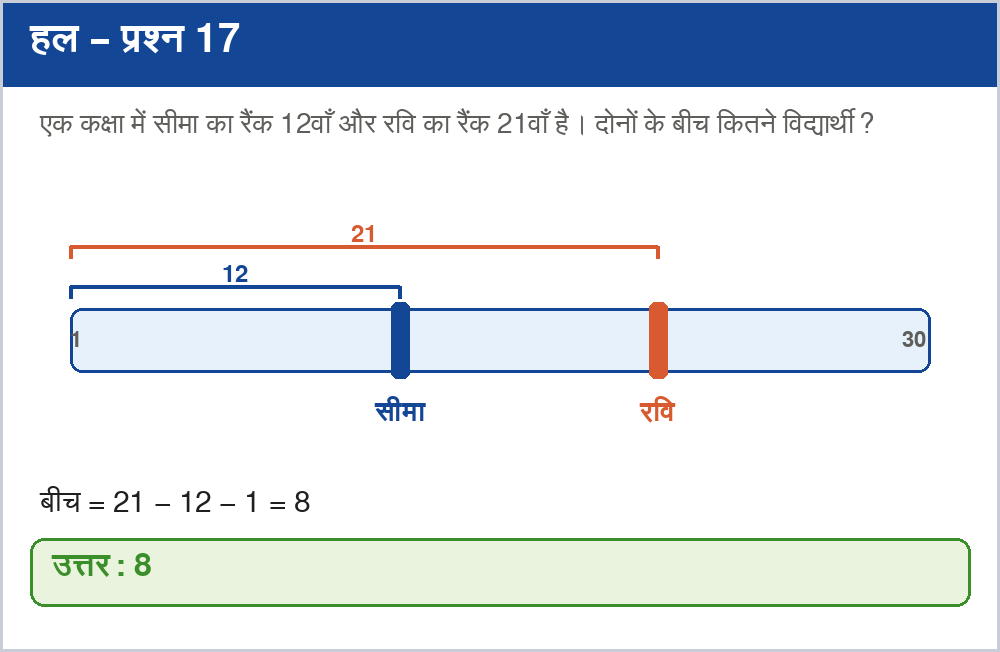 हल – प्रश्न 17
एक कक्षा में सीमा का रैंक 12वाँ और रवि का रैंक 21वाँ है। दोनों के बीच कितने विद्यार्थी?
21
12
1
30
सीमा
रवि
बीच = 21 – 12 – 1 = 8
उत्तर : 8